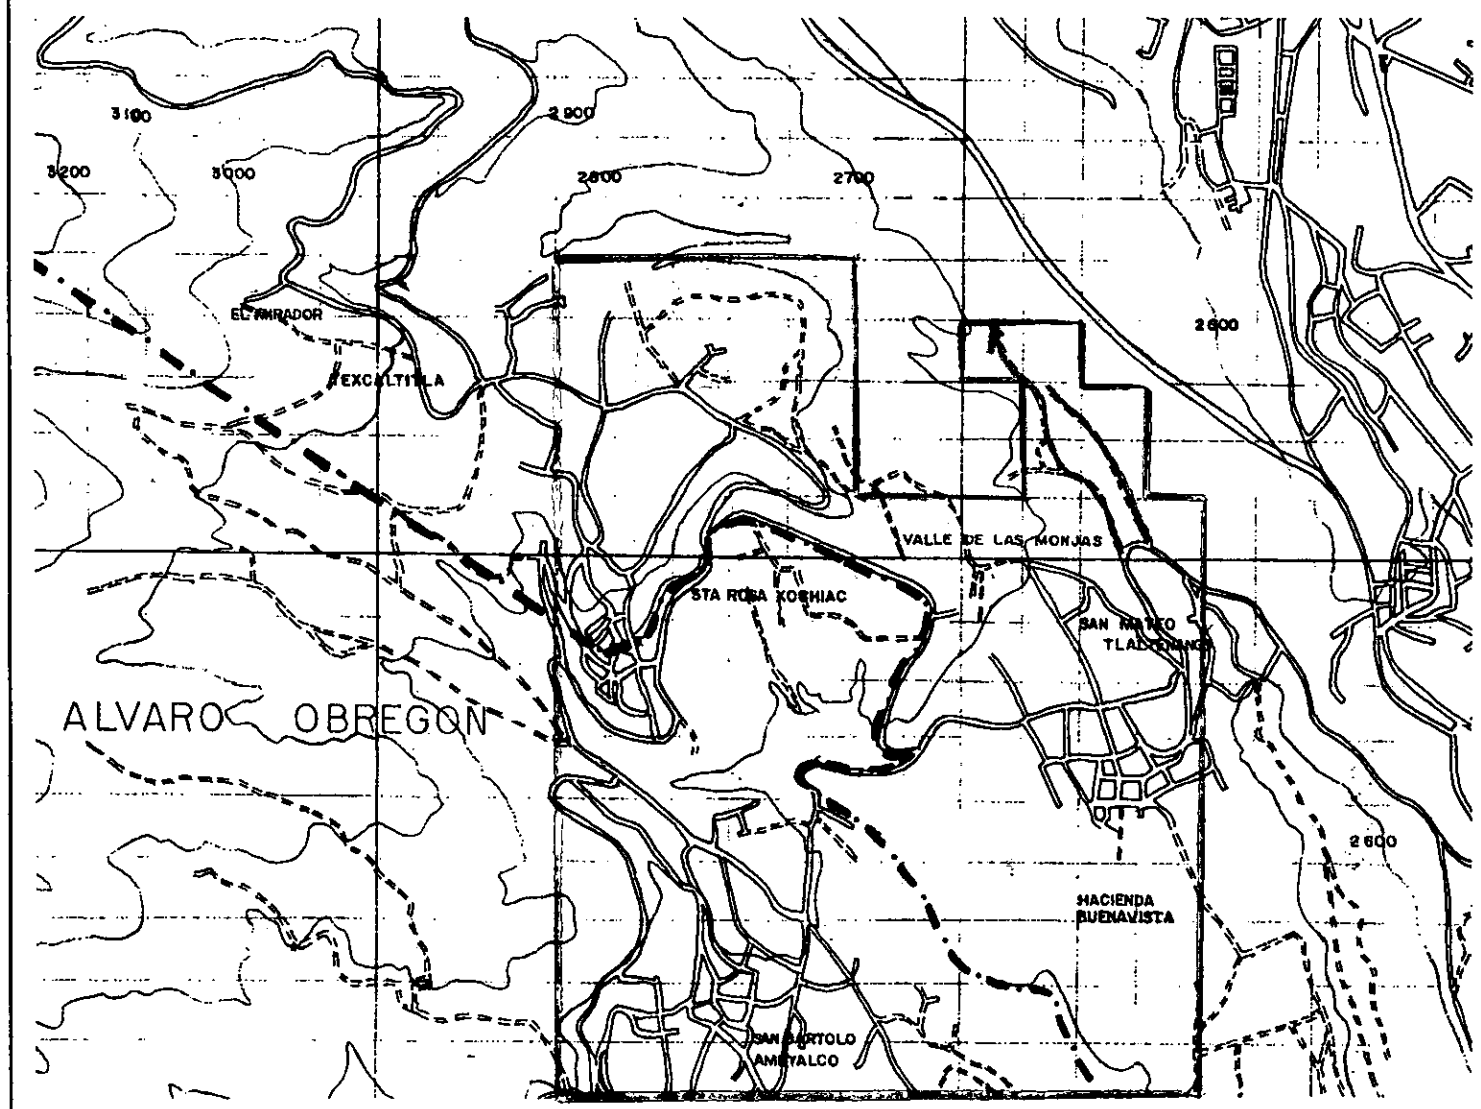 3100
2900
3200
3000
2800
2700
EL MIRADOR
2600
TEXCALTITLA
VALLE DE LAS MONJAS
STA ROSA XOCHIAC
SAN MATEO
TLALTENANGO
ALVARO OBREGON
2600
HACIENDA
BUENAVISTA
SAN BARTOLO
AMEYALCO